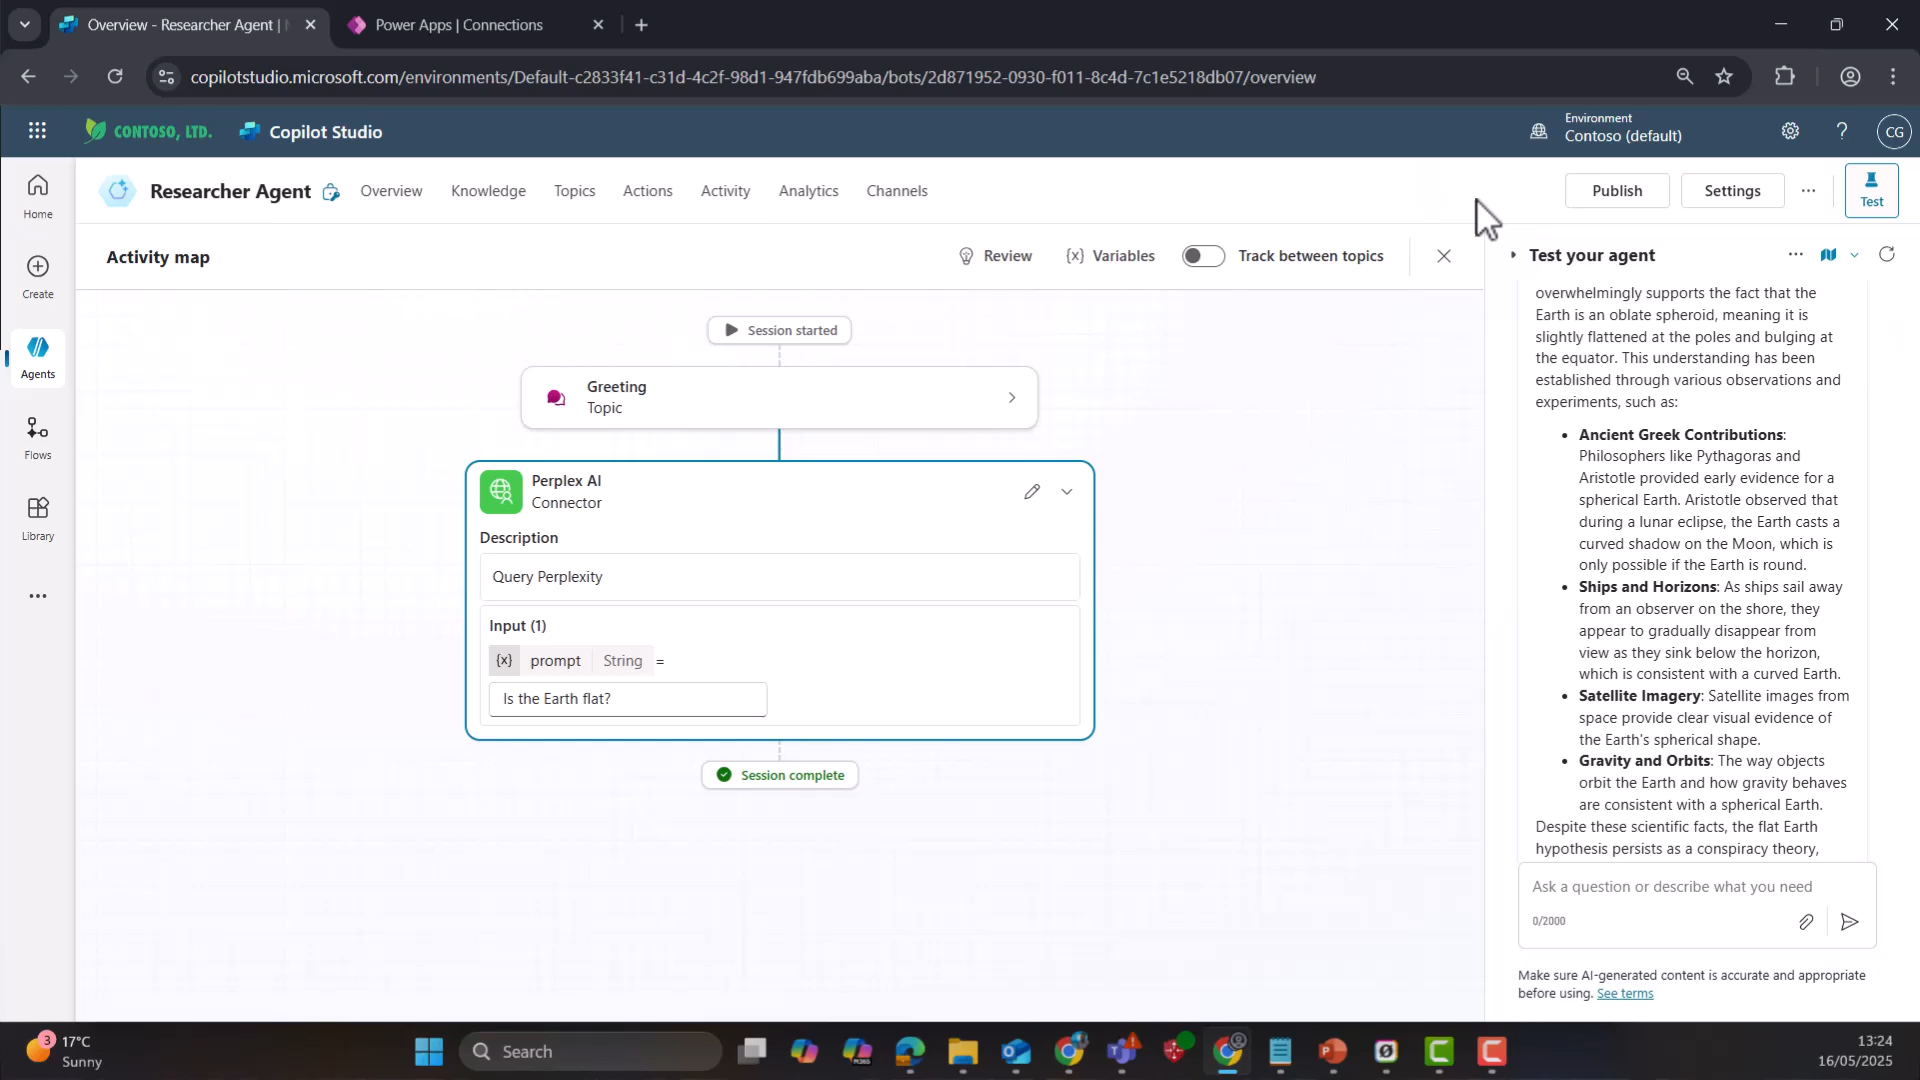 Overview - Researcher Agent |
Power Apps | Connections
copilotstudio.microsoft.com/environments/Default-c2833f41-c31d-4c2f-98d1-947fdb699aba/bots/2d871952-0930-f011-8c4d-7c1e5218db07/overview
CONTOSO, LTD.
Copilot Studio
Environment
Contoso (default)
?
CG
Home
Create
Agents
Flows
Library
Researcher Agent
Overview
Topics
Knowledge
Actions
Activity
Analytics
Channels
Publish
Settings
Test
Activity map
Review
{x} Variables
Track between topics
Session started
Greeting
Topic
Perplex AI
Connector
Description
Query Perplexity
Input (1)
{x} prompt String =
Is the Earth flat?
Session complete
Test your agent
overwhelmingly supports the fact that the
Earth is an oblate spheroid, meaning it is
slightly flattened at the poles and bulging at
the equator. This understanding has been
established through various observations and
experiments, such as:
• Ancient Greek Contributions:
Philosophers like Pythagoras and
Aristotle provided early evidence for a
spherical Earth. Aristotle observed that
during a lunar eclipse, the Earth casts a
curved shadow on the Moon, which is
only possible if the Earth is round.
• Ships and Horizons: As ships sail away
from an observer on the shore, they
appear to gradually disappear from
view as they sink below the horizon,
which is consistent with a curved Earth.
• Satellite Imagery: Satellite images from
space provide clear visual evidence of
the Earth's spherical shape.
• Gravity and Orbits: The way objects
orbit the Earth and how gravity behaves
are consistent with a spherical Earth.
Despite these scientific facts, the flat Earth
hypothesis persists as a conspiracy theory,
Ask a question or describe what you need
0/2000
Make sure AI-generated content is accurate and appropriate
before using. See terms
3
17°C
Sunny
Search
13:24
16/05/2025